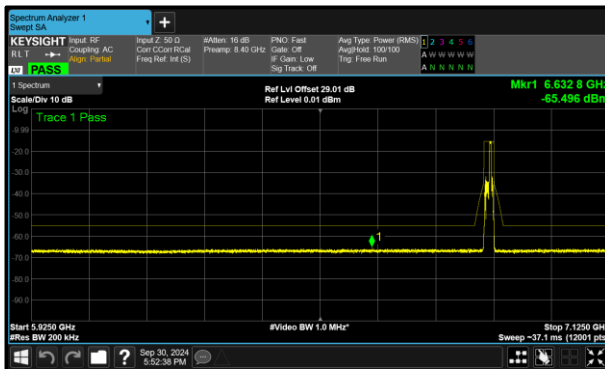 Spectrum Analyzer 1
Swept SA
+
KEYSIGHT
RLT
LXI PASS
Input: RF
Coupling: AC
Align: Partial
Input Z: 50 Ω
Corr CCorr RCal
Freq Ref: Int (S)
#Atten: 16 dB
Preamp: 8.40 GHz
PNO: Fast
Gate: Off
IF Gain: Low
Sig Track: Off
Avg Type: Power (RMS)
Avg|Hold: 100/100
Trig: Free Run
1 2 3 4 5 6
A W W W W W
A N N N N N
1 Spectrum
Scale/Div 10 dB
Log
Ref Lvl Offset 29.01 dB
Ref Level 0.01 dBm
Mkr1 6.632 8 GHz
-65.496 dBm
Trace 1 Pass
-9.99
-20.0
-30.0
-40.0
-50.0
-60.0
-70.0
-80.0
-90.0
1
Start 5.9250 GHz
#Res BW 200 kHz
#Video BW 1.0 MHz*
Stop 7.1250 GHz
Sweep ~37.1 ms (12001 pts)
?
Sep 30, 2024
5:52:38 PM